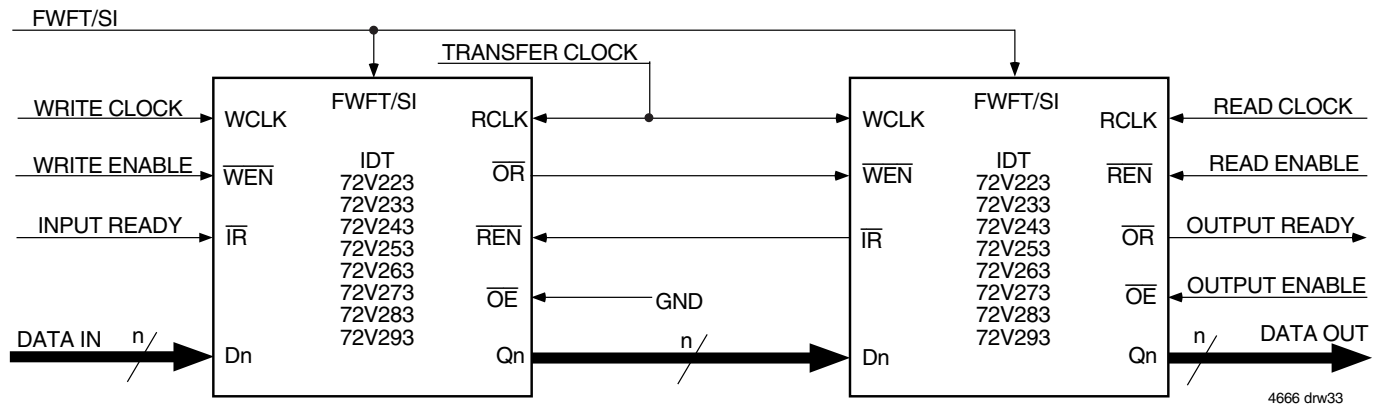 FWFT/SI
TRANSFER CLOCK
WRITE CLOCK
WRITE ENABLE
INPUT READY
DATA IN
n
FWFT/SI
WCLK
RCLK
WEN
OR
IR
REN
OE
Dn
Qn
IDT
72V223
72V233
72V243
72V253
72V263
72V273
72V283
72V293
GND
n
FWFT/SI
WCLK
RCLK
WEN
REN
IR
OR
OE
Dn
Qn
IDT
72V223
72V233
72V243
72V253
72V263
72V273
72V283
72V293
READ CLOCK
READ ENABLE
OUTPUT READY
OUTPUT ENABLE
n
DATA OUT
4666 drw33